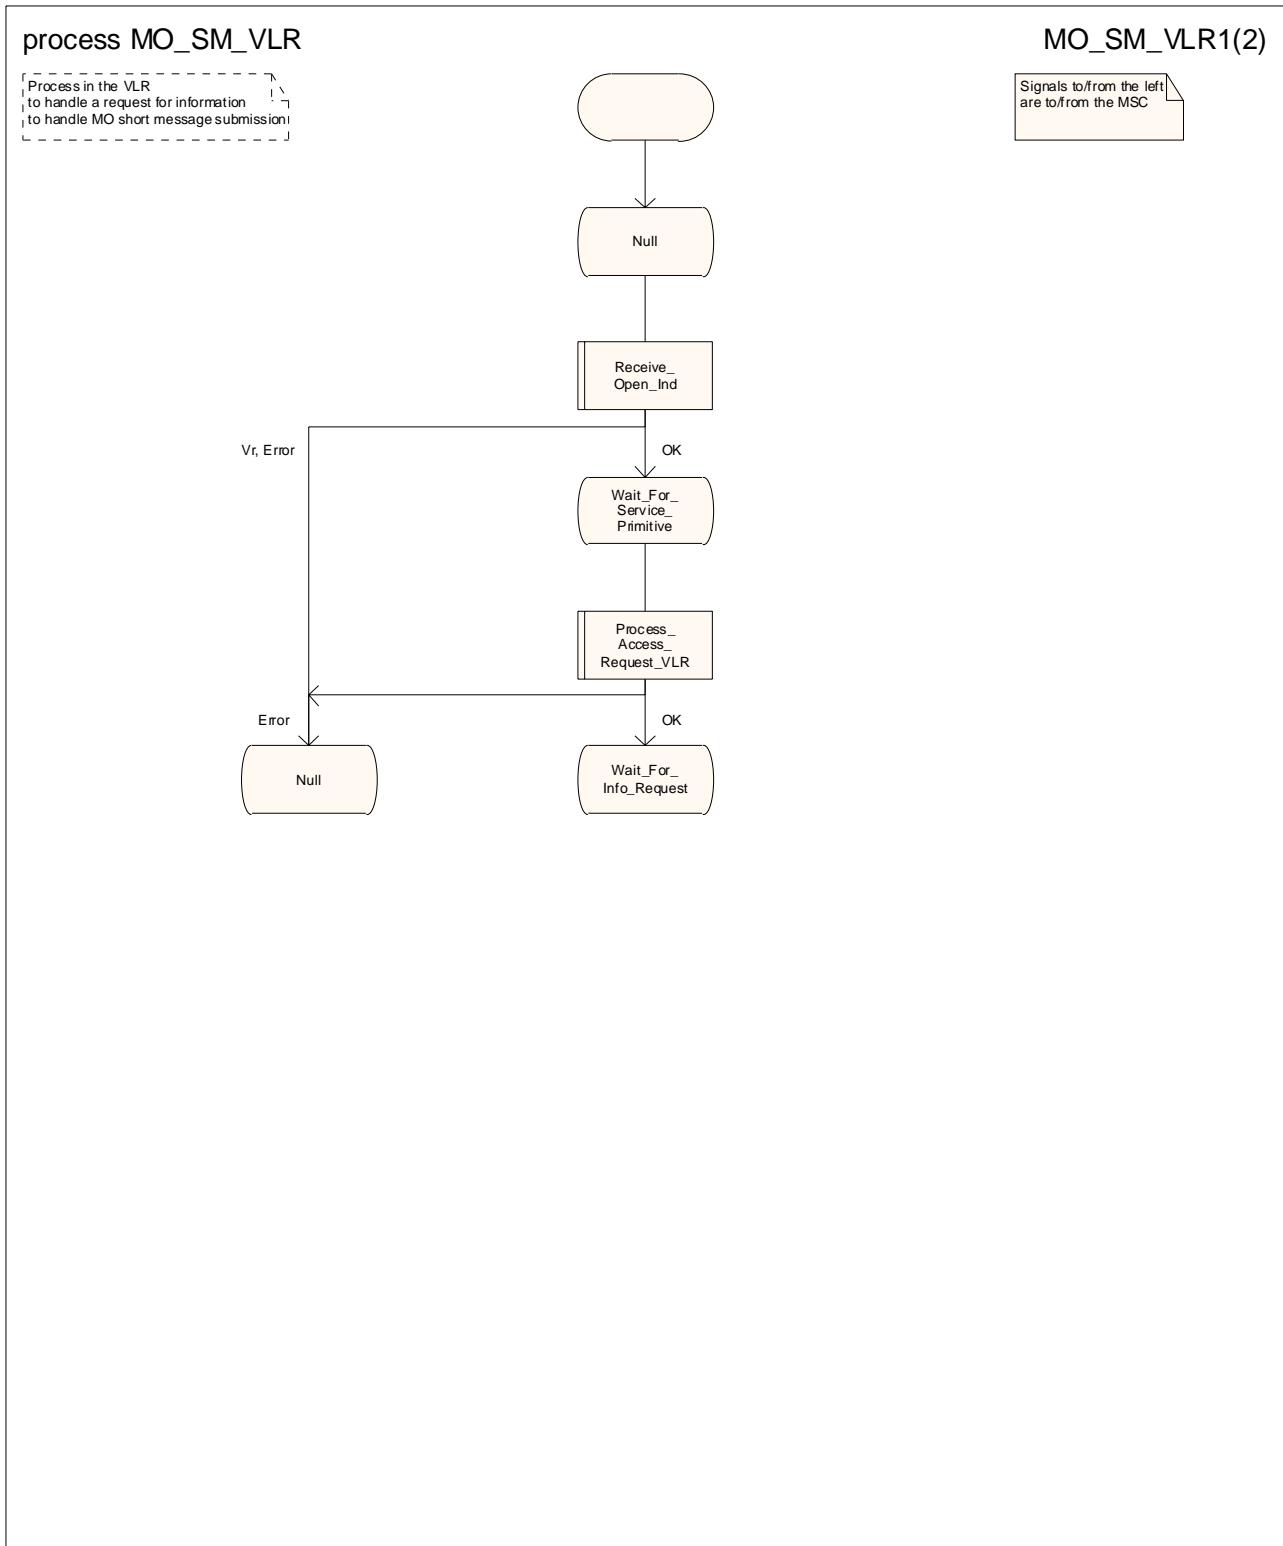 process MO_SM_VLR
MO_SM_VLR1(2)
Process in the VLR
to handle a request for information
to handle MO short message submission
Signals to/from the left
are to/from the MSC
Null
Receive_
Open_Ind
Vr, Error
OK
Wait_For_
Service_
Primitive
Process_
Access_
Request_VLR
Error
OK
Null
Wait_For_
Info_Request